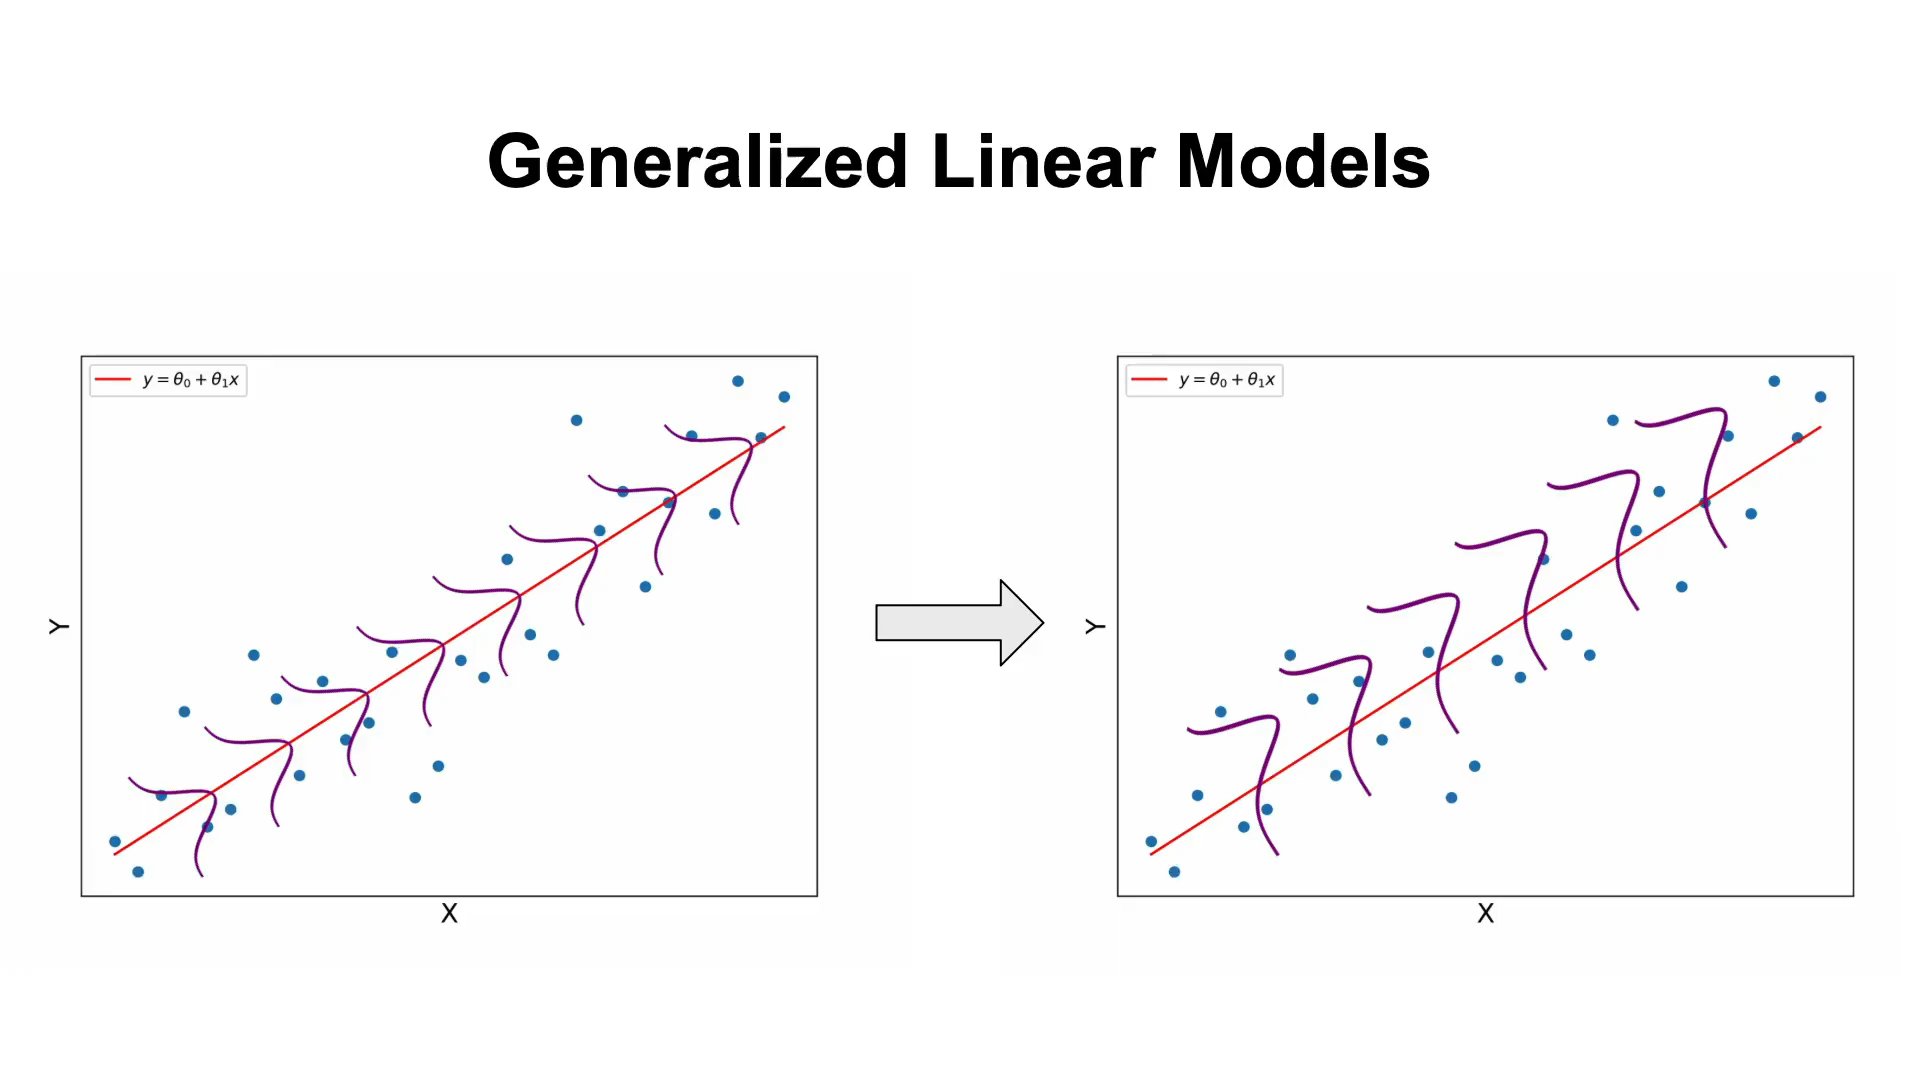 Generalized Linear Models
y = θ₀ + θ₁x
Y
X
y = θ₀ + θ₁x
Y
X